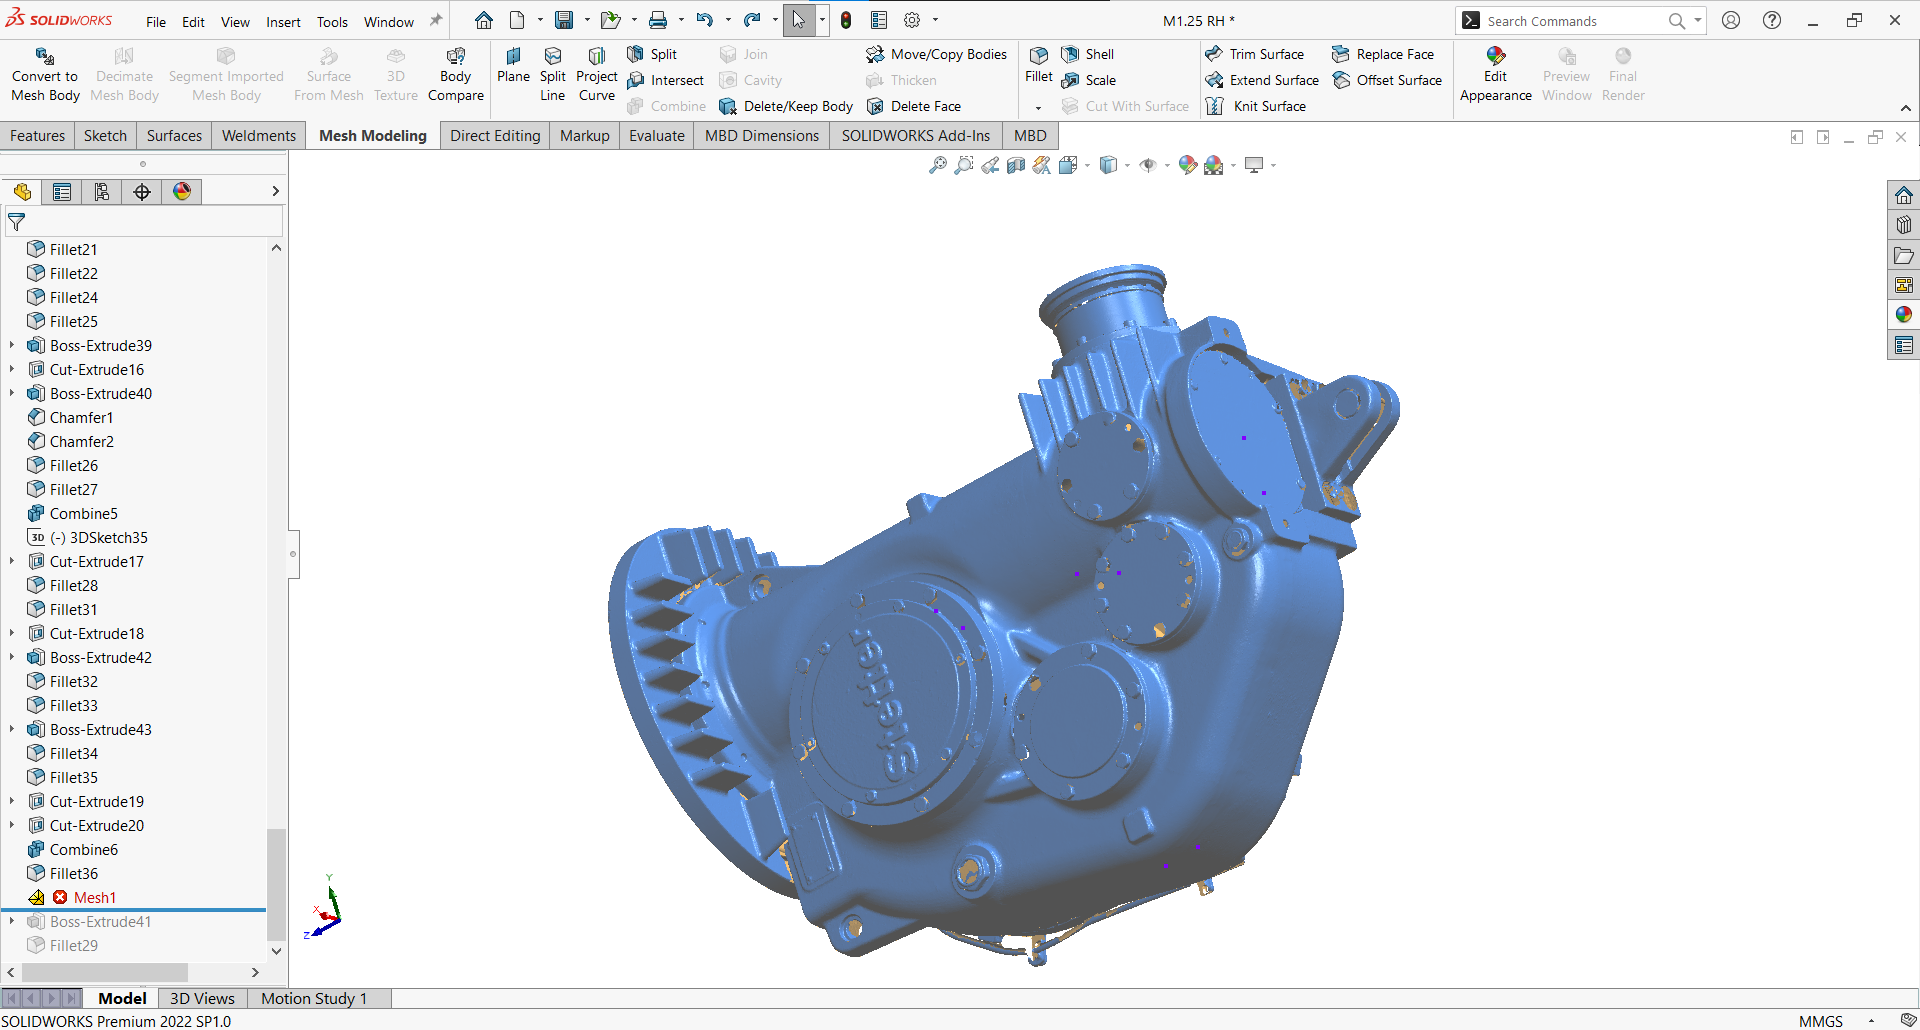 SOLIDWORKS File Edit View Insert Tools Window M1.25 RH * Search Commands
Convert to Mesh Body
Decimate Mesh Body
Segment Imported Mesh Body
Surface From Mesh
3D Texture
Body Compare
Plane
Split Line
Project Curve
Split
Intersect
Combine
Join
Cavity
Delete/Keep Body
Move/Copy Bodies
Thicken
Delete Face
Fillet
Shell
Scale
Cut With Surface
Trim Surface
Extend Surface
Knit Surface
Replace Face
Offset Surface
Edit Appearance
Preview Window
Final Render
Features Sketch Surfaces Weldments Mesh Modeling Direct Editing Markup Evaluate MBD Dimensions SOLIDWORKS Add-Ins MBD
Fillet21
Fillet22
Fillet24
Fillet25
Boss-Extrude39
Cut-Extrude16
Boss-Extrude40
Chamfer1
Chamfer2
Fillet26
Fillet27
Combine5
3D (-) 3DSketch35
Cut-Extrude17
Fillet28
Fillet31
Cut-Extrude18
Boss-Extrude42
Fillet32
Fillet33
Boss-Extrude43
Fillet34
Fillet35
Cut-Extrude19
Cut-Extrude20
Combine6
Fillet36
Mesh1
Boss-Extrude41
Fillet29
Y
X
Z
Model 3D Views Motion Study 1
SOLIDWORKS Premium 2022 SP1.0 MMGS